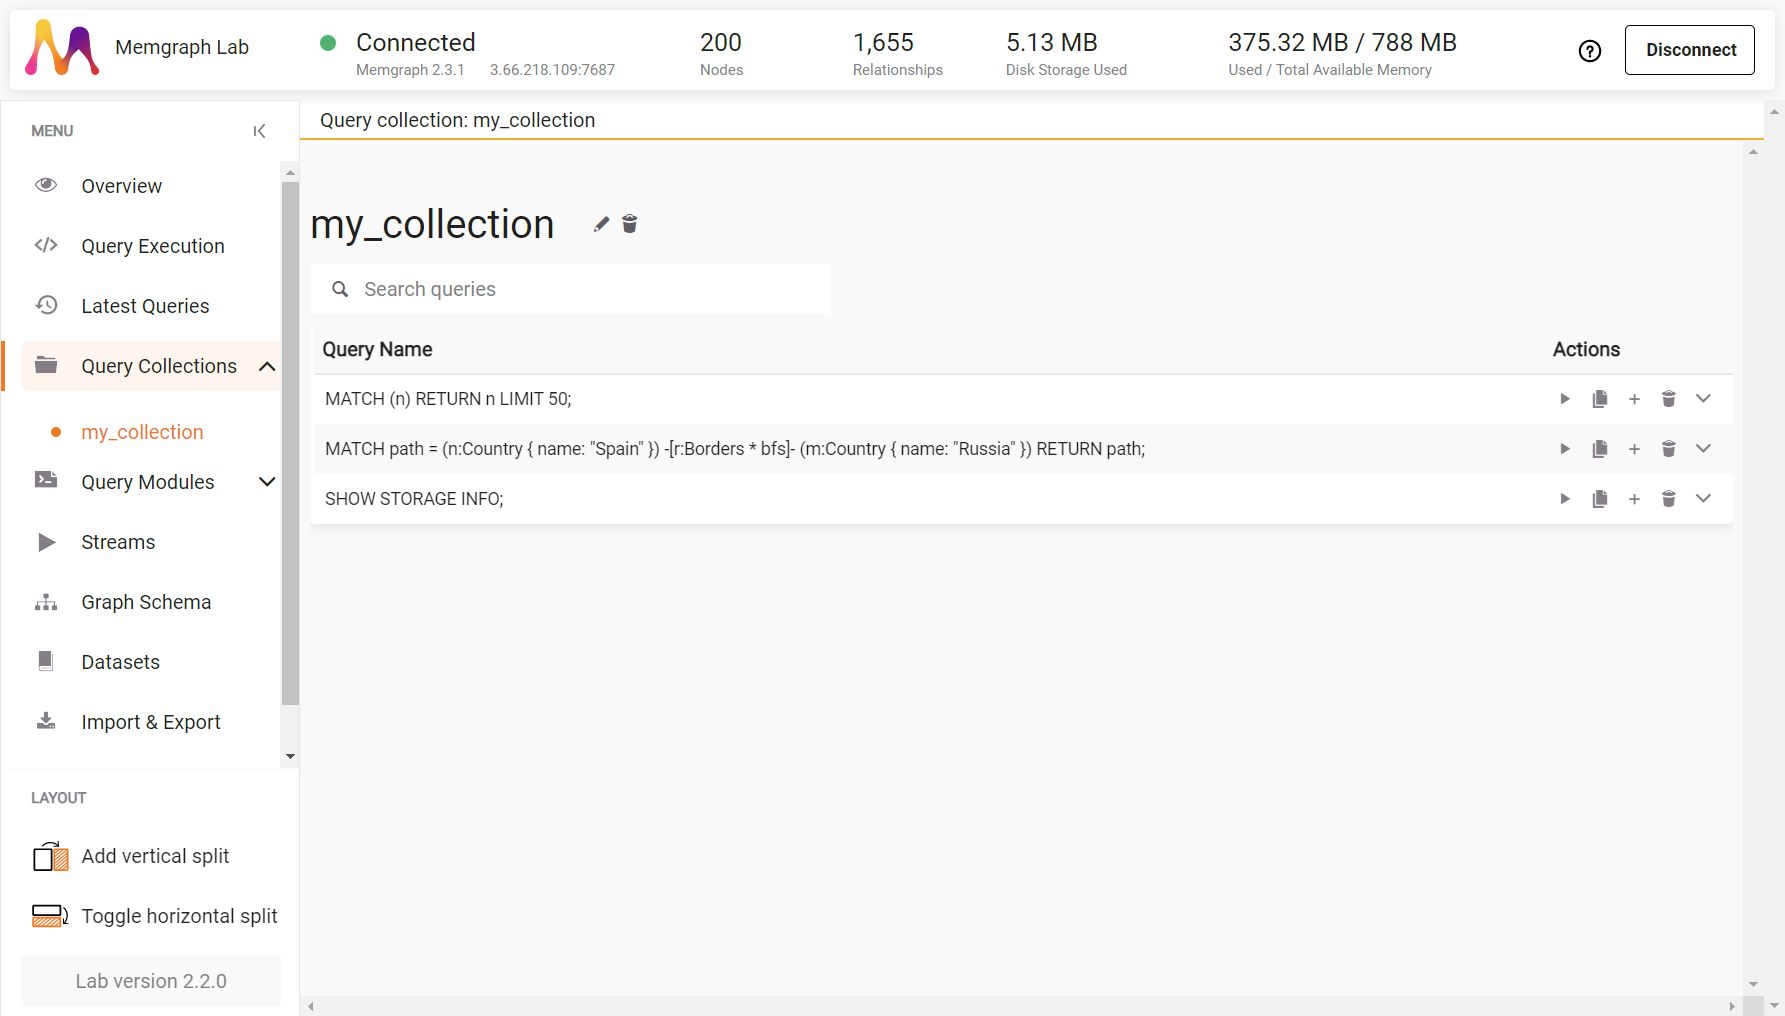 Memgraph Lab
Connected
Memgraph 2.3.1 3.66.218.109:7687
200
Nodes
1,655
Relationships
5.13 MB
Disk Storage Used
375.32 MB / 788 MB
Used / Total Available Memory
Disconnect
MENU
Overview
Query Execution
Latest Queries
Query Collections
my_collection
Query Modules
Streams
Graph Schema
Datasets
Import & Export
LAYOUT
Add vertical split
Toggle horizontal split
Lab version 2.2.0
Query collection: my_collection
my_collection
Search queries
Query Name Actions
MATCH (n) RETURN n LIMIT 50;
MATCH path = (n:Country { name: "Spain" }) -[r:Borders * bfs]- (m:Country { name: "Russia" }) RETURN path;
SHOW STORAGE INFO;